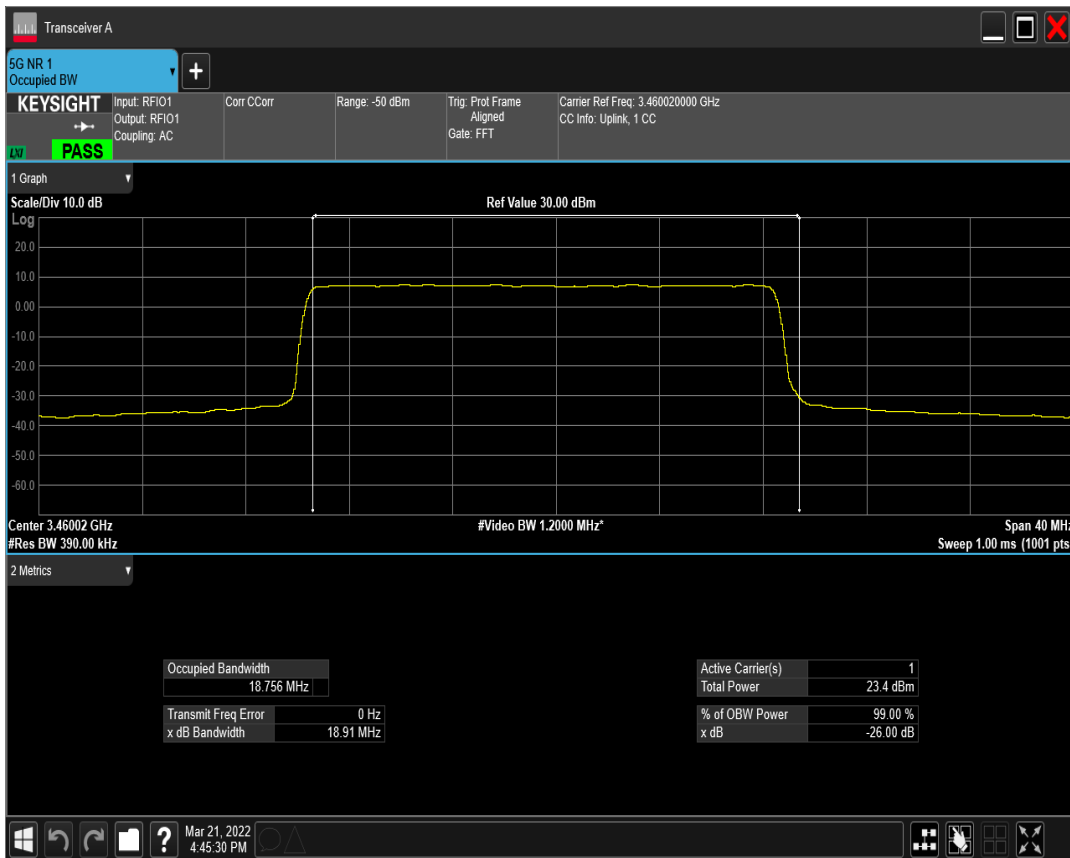 Transceiver A
5G NR 1
Occupied BW
KEYSIGHT
LXI
PASS
Input: RFIO1
Output: RFIO1
Coupling: AC
Corr CCorr
Range: -50 dBm
Trig: Prot Frame
Aligned
Gate: FFT
Carrier Ref Freq: 3.460020000 GHz
CC Info: Uplink, 1 CC
1 Graph
Scale/Div 10.0 dB
Ref Value 30.00 dBm
Log
20.0
10.0
0.00
-10.0
-20.0
-30.0
-40.0
-50.0
-60.0
Center 3.46002 GHz
#Video BW 1.2000 MHz*
Span 40 MHz
#Res BW 390.00 kHz
Sweep 1.00 ms (1001 pts
2 Metrics
Occupied Bandwidth
18.756 MHz
Transmit Freq Error 0 Hz
x dB Bandwidth 18.91 MHz
Active Carrier(s) 1
Total Power 23.4 dBm
% of OBW Power 99.00 %
x dB -26.00 dB
?
Mar 21, 2022
4:45:30 PM